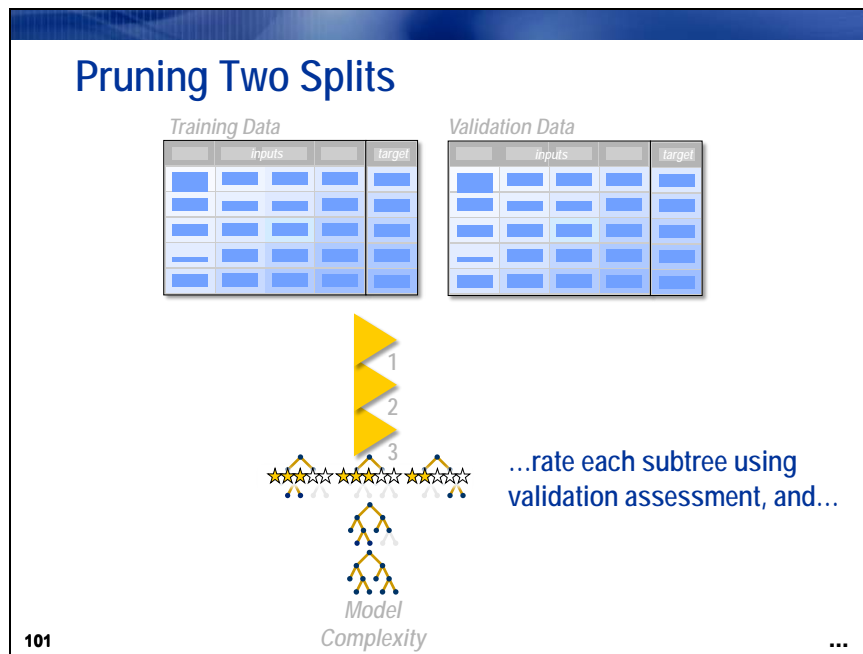 Pruning Two Splits
Training Data
Validation Data
inputs
target
inputs
target
1
2
3
...rate each subtree using
validation assessment, and...
Model
Complexity
101
...